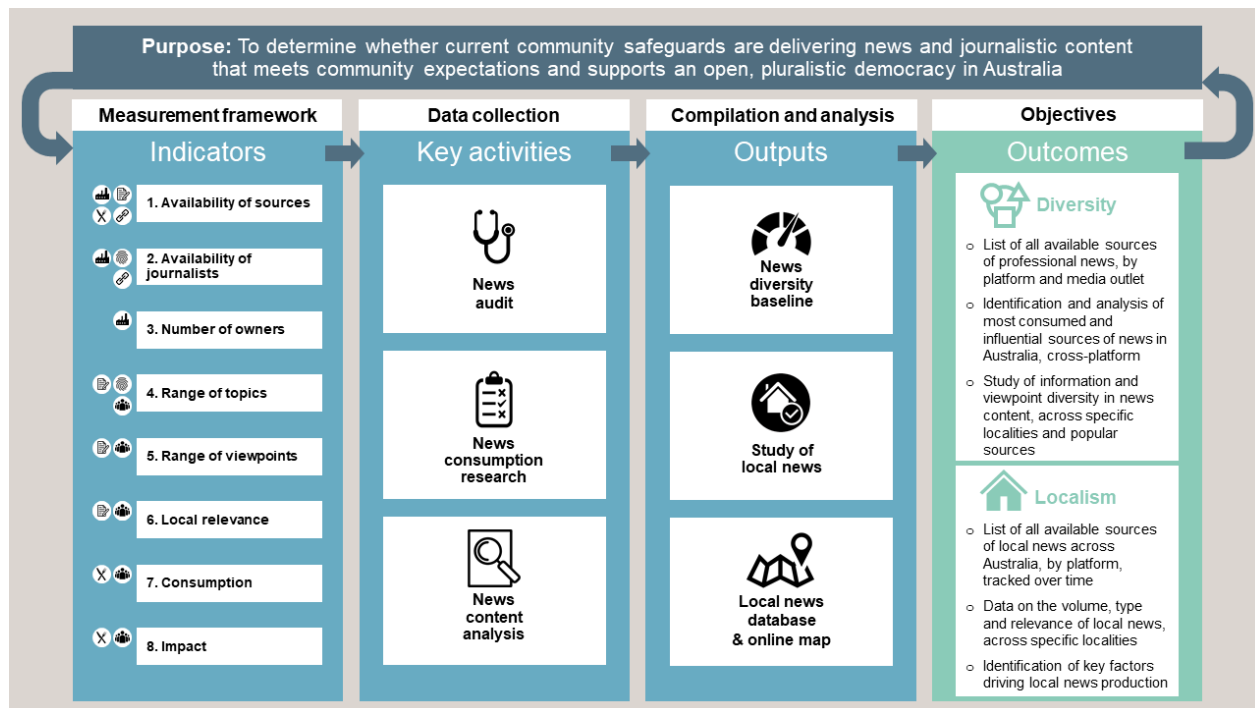 Purpose: To determine whether current community safeguards are delivering news and journalistic content
that meets community expectations and supports an open, pluralistic democracy in Australia
Measurement framework
Indicators
1. Availability of sources
2. Availability of
journalists
3. Number of owners
4. Range of topics
5. Range of viewpoints
6. Local relevance
7. Consumption
8. Impact
Data collection
Key activities
News
audit
News
consumption
research
News
content
analysis
Compilation and analysis
Outputs
News
diversity
baseline
Study of
local news
Local news
database
& online map
Objectives
Outcomes
Diversity
o List of all available sources
of professional news, by
platform and media outlet
o Identification and analysis of
most consumed and
influential sources of news in
Australia, cross-platform
o Study of information and
viewpoint diversity in news
content, across specific
localities and popular
sources
Localism
o List of all available sources
of local news across
Australia, by platform,
tracked over time
o Data on the volume, type
and relevance of local news,
across specific localities
o Identification of key factors
driving local news production